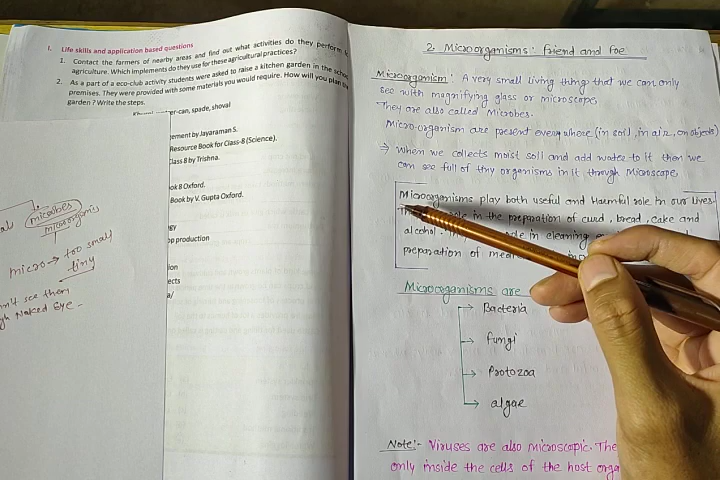 I. Life skills and application based questions
1. Contact the farmers of nearby areas and find out what activities do they perform
agriculture. Which implements do they use for these agricultural practices?
2. As a part of a eco-club activity students were asked to raise a kitchen garden in the school
premises. They were provided with some materials you would require. How will you plan
garden ? Write the steps.
can, spade, shoval
ement by Jayaraman S.
Resource Book for Class-8 (Science).
lass 8 by Trishna.
ok 8 Oxford.
Book by V. Gupta Oxford.
p production
ion
ects
a/
microbes
microorganisms
micro → too small
tiny
n't see them
gh Naked Eye -
2. Microorganisms : friend and foe
Microorganism : A very small living things that we can only
see with magnifying glass or microscope,
They are also called Microbes.
Micro-organism are present every where (in soil, in air, on objects)
⇒ When we collects moist soil and add water to it then we
can see full of tiny organisms in it through Microscope
Microorganisms play both useful and Harmful role in our lives.
in the preparation of curd, bread, cake and
alcohol. in cleaning
preparation of
Microorganisms are
→ Bacteria
→ fungi
→ Protozoa
→ algae
Note:- Viruses are also microscopic. The
only inside the cells of the host orga